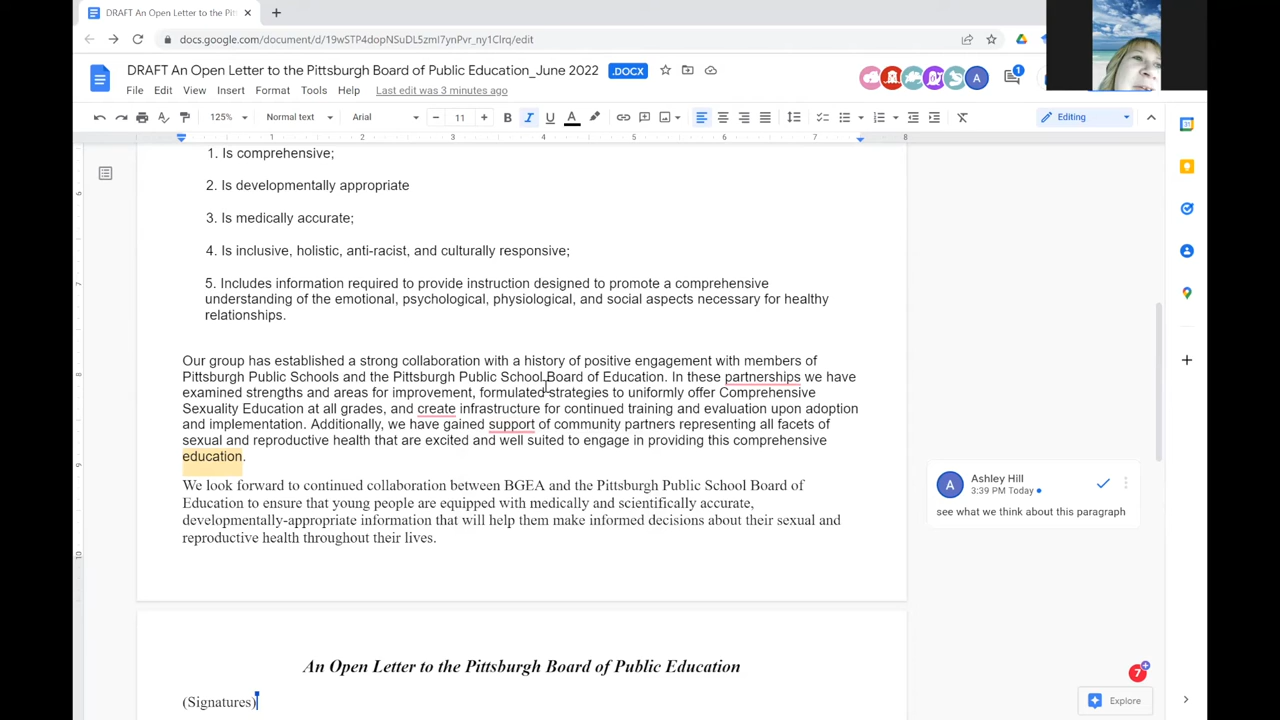 DRAFT An Open Letter to the Pit
docs.google.com/document/d/19wSTP4dopNSuDL5zmI7ynPvr_ny1Clrq/edit
DRAFT An Open Letter to the Pittsburgh Board of Public Education_June 2022 .DOCX
File Edit View Insert Format Tools Help Last edit was 3 minutes ago
A 1
125% Normal text Arial 11 B I U A Editing
1 2 3 4 5 6 7 8
31
1. Is comprehensive;
2. Is developmentally appropriate
3. Is medically accurate;
4. Is inclusive, holistic, anti-racist, and culturally responsive;
5. Includes information required to provide instruction designed to promote a comprehensive
understanding of the emotional, psychological, physiological, and social aspects necessary for healthy
relationships.
Our group has established a strong collaboration with a history of positive engagement with members of
Pittsburgh Public Schools and the Pittsburgh Public School Board of Education. In these partnerships we have
examined strengths and areas for improvement, formulated strategies to uniformly offer Comprehensive
Sexuality Education at all grades, and create infrastructure for continued training and evaluation upon adoption
and implementation. Additionally, we have gained support of community partners representing all facets of
sexual and reproductive health that are excited and well suited to engage in providing this comprehensive
education.
We look forward to continued collaboration between BGEA and the Pittsburgh Public School Board of
Education to ensure that young people are equipped with medically and scientifically accurate,
developmentally-appropriate information that will help them make informed decisions about their sexual and
reproductive health throughout their lives.
A Ashley Hill
3:39 PM Today
see what we think about this paragraph
An Open Letter to the Pittsburgh Board of Public Education
(Signatures)
7
Explore